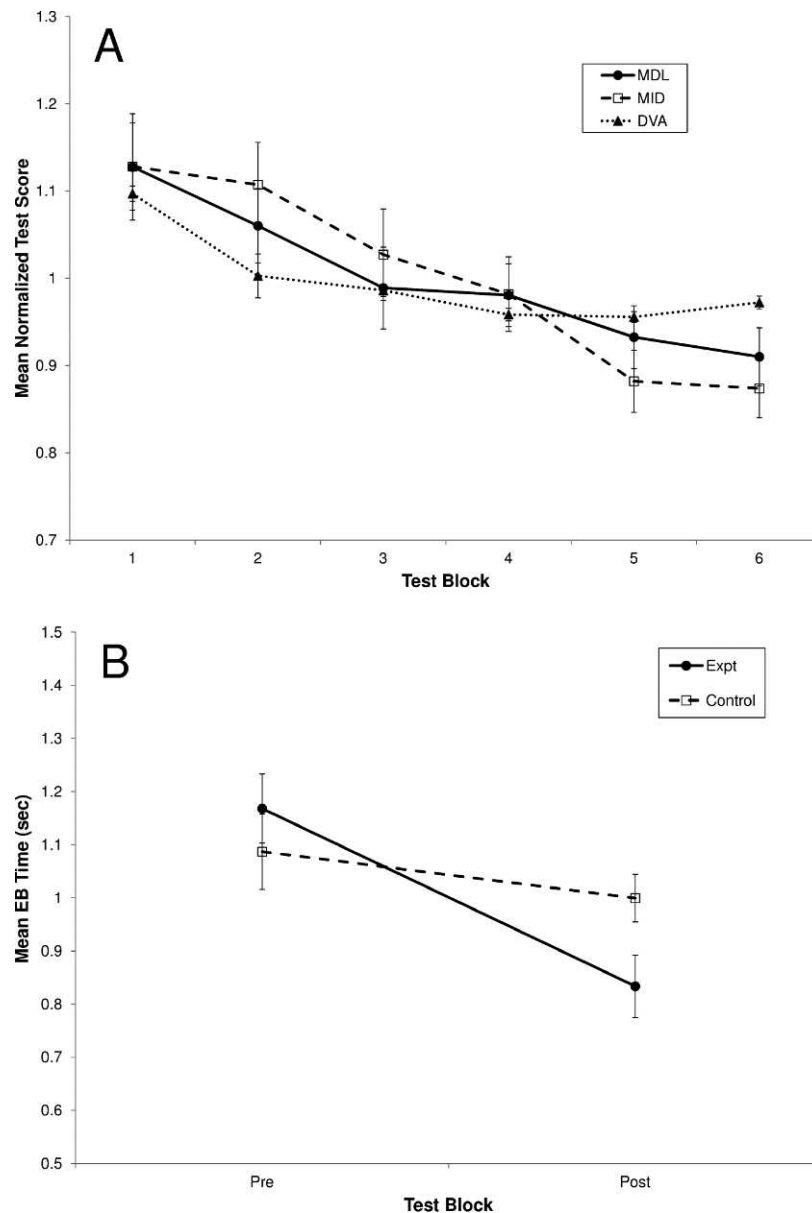 A
MDL
MID
DVA
1.3
1.2
1.1
1
0.9
0.8
0.7
Mean Normalized Test Score
1 2 3 4 5 6
Test Block
B
Expt
Control
1.5
1.4
1.3
1.2
1.1
1
0.9
0.8
0.7
0.6
0.5
Mean EB Time (sec)
Pre Post
Test Block